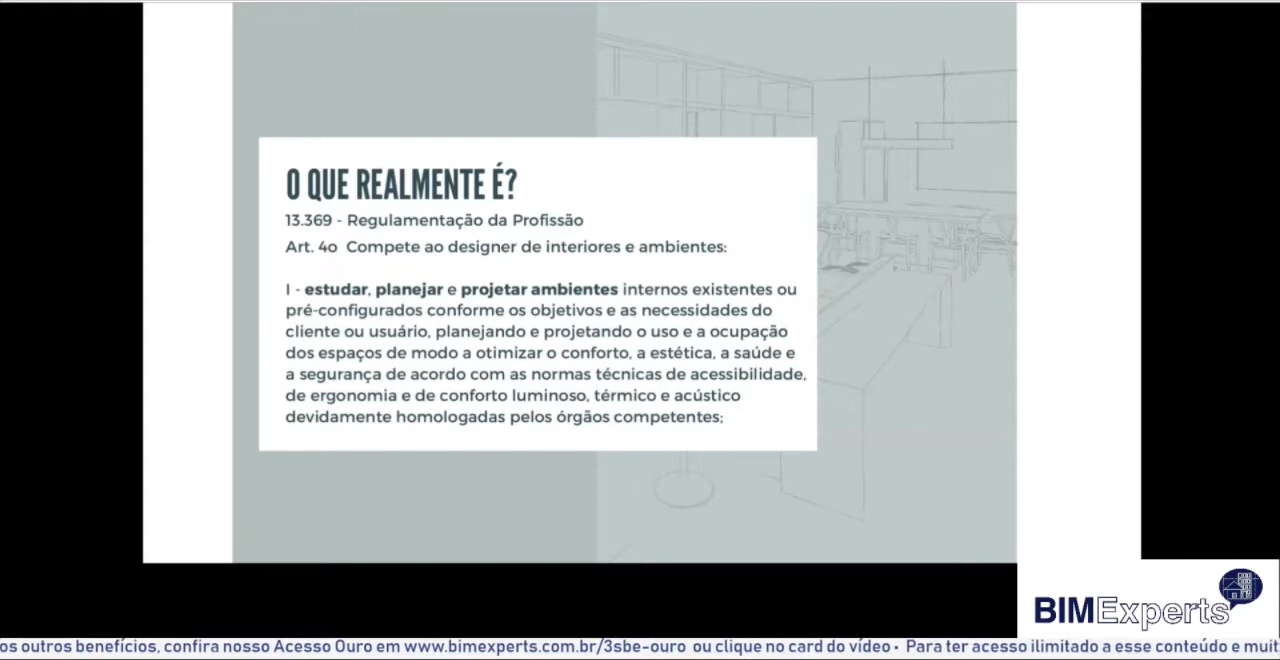 O QUE REALMENTE É?
13.369 - Regulamentação da Profissão
Art. 4o Compete ao designer de interiores e ambientes:
I - estudar, planejar e projetar ambientes internos existentes ou
pré-configurados conforme os objetivos e as necessidades do
cliente ou usuário, planejando e projetando o uso e a ocupação
dos espaços de modo a otimizar o conforto, a estética, a saúde e
a segurança de acordo com as normas técnicas de acessibilidade,
de ergonomia e de conforto luminoso, térmico e acústico
devidamente homologadas pelos órgãos competentes;
BIMExperts
os outros benefícios, confira nosso Acesso Ouro em www.bimexperts.com.br/3sbe-ouro ou clique no card do vídeo • Para ter acesso ilimitado a esse conteúdo e muit